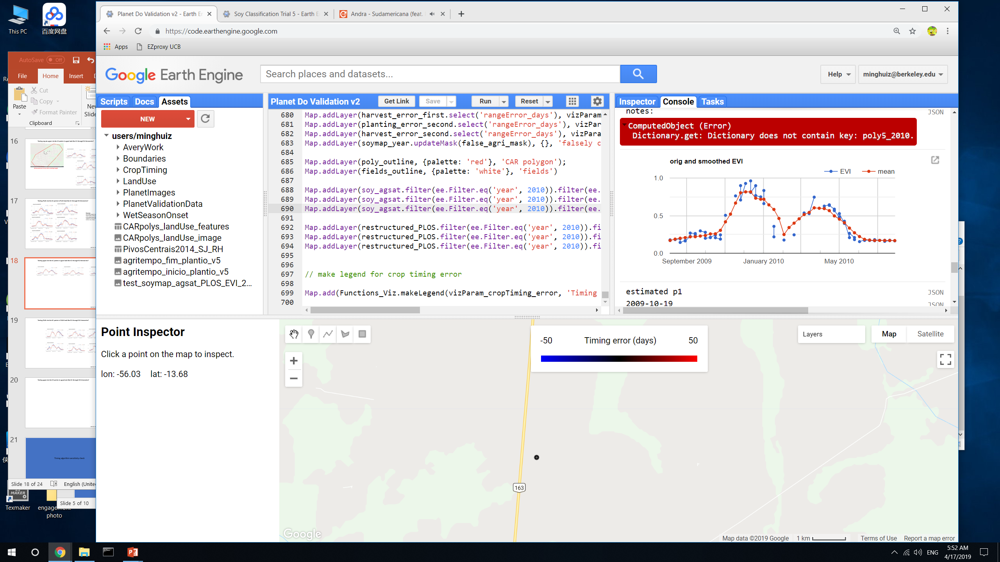 This PC
百度网盘
Planet Do Validation v2 - Earth E
Soy Classification Trial 5 - Earth E
Andra - Sudamericana (feat.
https://code.earthengine.google.com
Apps
EZproxy UCB
AutoSave
Off
File
Home
Insert
Cut
Copy
Format Painter
Paste
New
Slide
Clipboard
Google Earth Engine
Search places and datasets...
Help
minghuiz@berkeley.edu
Scripts
Docs
Assets
NEW
users/minghuiz
AveryWork
Boundaries
CropTiming
LandUse
PlanetImages
PlanetValidationData
WetSeasonOnset
CARpolys_landUse_features
CARpolys_landUse_image
PivosCentrais2014_SJ_RH
agritempo_fim_plantio_v5
agritempo_inicio_plantio_v5
test_soymap_agsat_PLOS_EVI_2...
Planet Do Validation v2
Get Link
Save
Run
Reset
680 Map.addLayer(harvest_error_first.select('rangeError_days'), vizParam
681 Map.addLayer(planting_error_second.select('rangeError_days'), vizPar
682 Map.addLayer(harvest_error_second.select('rangeError_days'), vizPara
683 Map.addLayer(soymap_year.updateMask(false_agri_mask), {}, 'falsely c
684
685 Map.addLayer(poly_outline, {palette: 'red'}, 'CAR polygon');
686 Map.addLayer(fields_outline, {palette: 'white'}, 'fields')
687
688 Map.addLayer(soy_agsat.filter(ee.Filter.eq('year', 2010)).filter(ee.
689 Map.addLayer(soy_agsat.filter(ee.Filter.eq('year', 2010)).filter(ee.
690 Map.addLayer(soy_agsat.filter(ee.Filter.eq('year', 2010)).filter(ee.
691
692 Map.addLayer(restructured_PLOS.filter(ee.Filter.eq('year', 2010)).fi
693 Map.addLayer(restructured_PLOS.filter(ee.Filter.eq('year', 2010)).fi
694 Map.addLayer(restructured_PLOS.filter(ee.Filter.eq('year', 2010)).fi
695
696
697 // make legend for crop timing error
698
699 Map.add(Functions_Viz.makeLegend(vizParam_cropTiming_error, 'Timing
700
Inspector
Console
Tasks
notes:
JSON
ComputedObject (Error)
Dictionary.get: Dictionary does not contain key: poly5_2010.
orig and smoothed EVI
EVI
mean
1.0
0.5
0.0
September 2009
January 2010
May 2010
estimated p1
JSON
2009-10-19
JSON
Point Inspector
Click a point on the map to inspect.
lon: -56.03 lat: -13.68
-50
Timing error (days)
50
Layers
Map
Satellite
163
Google
Map data ©2019 Google
1 km
Terms of Use
Report a map error
16
17
18
19
20
21
Timing algorithm sensitivity check
Slide 18 of 24
English (Unite
Slide 5 of 10
MAKER
Texmaker
photo
ENG
5:52 AM
4/17/2019